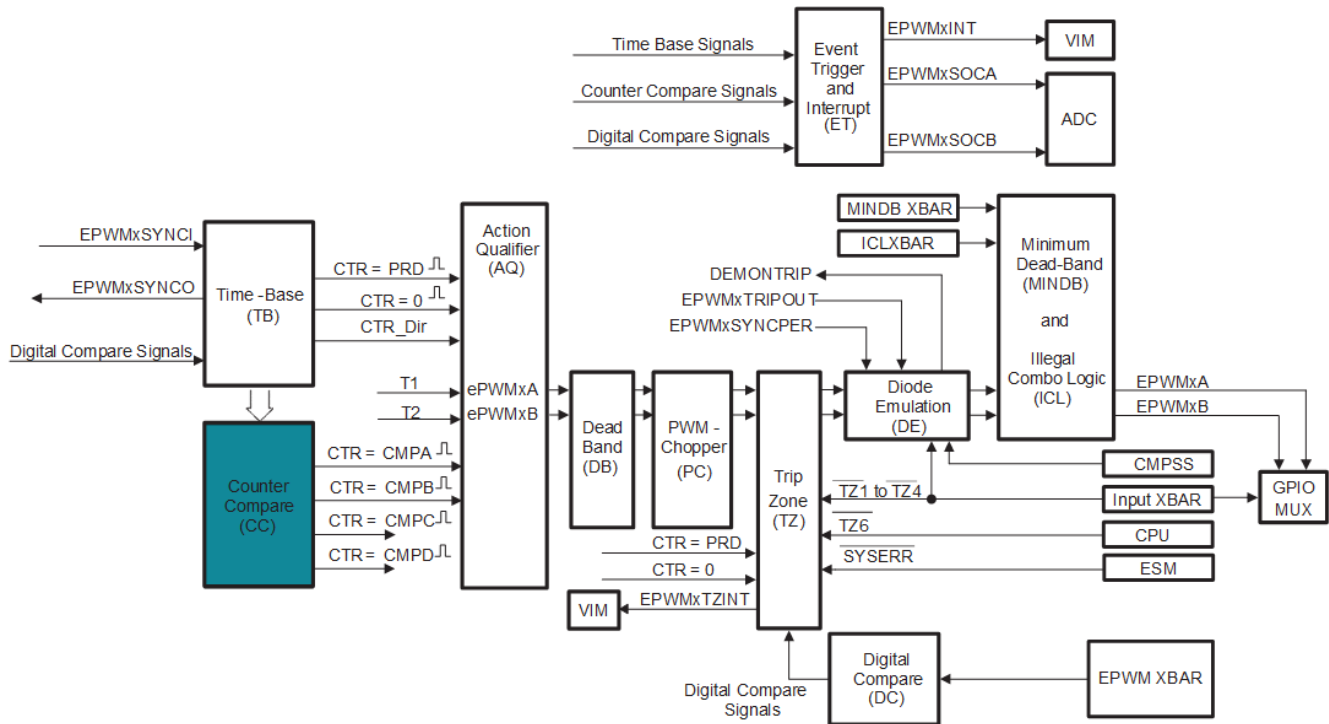 Time Base Signals
Counter Compare Signals
Digital Compare Signals
Event
Trigger
and
Interrupt
(ET)
EPWMxINT
EPWMxSOCA
EPWMxSOCB
VIM
ADC
EPWMxSYNCI
EPWMxSYNCO
Digital Compare Signals
Time -Base
(TB)
CTR = PRD
CTR = 0
CTR_Dir
T1
T2
Counter
Compare
(CC)
CTR = CMPA
CTR = CMPB
CTR = CMPC
CTR = CMPD
Action
Qualifier
(AQ)
ePWMxA
ePWMxB
Dead
Band
(DB)
PWM -
Chopper
(PC)
Trip
Zone
(TZ)
CTR = PRD
CTR = 0
EPWMxTZINT
VIM
DEMONTRIP
EPWMxTRIPOUT
EPWMxSYNCPER
Diode
Emulation
(DE)
MINDB XBAR
ICLXBAR
Minimum
Dead-Band
(MINDB)
and
Illegal
Combo Logic
(ICL)
EPWMxA
EPWMxB
GPIO
MUX
CMPSS
TZ1 to TZ4
Input XBAR
TZ6
CPU
SYSERR
ESM
Digital Compare
Signals
Digital
Compare
(DC)
EPWM XBAR